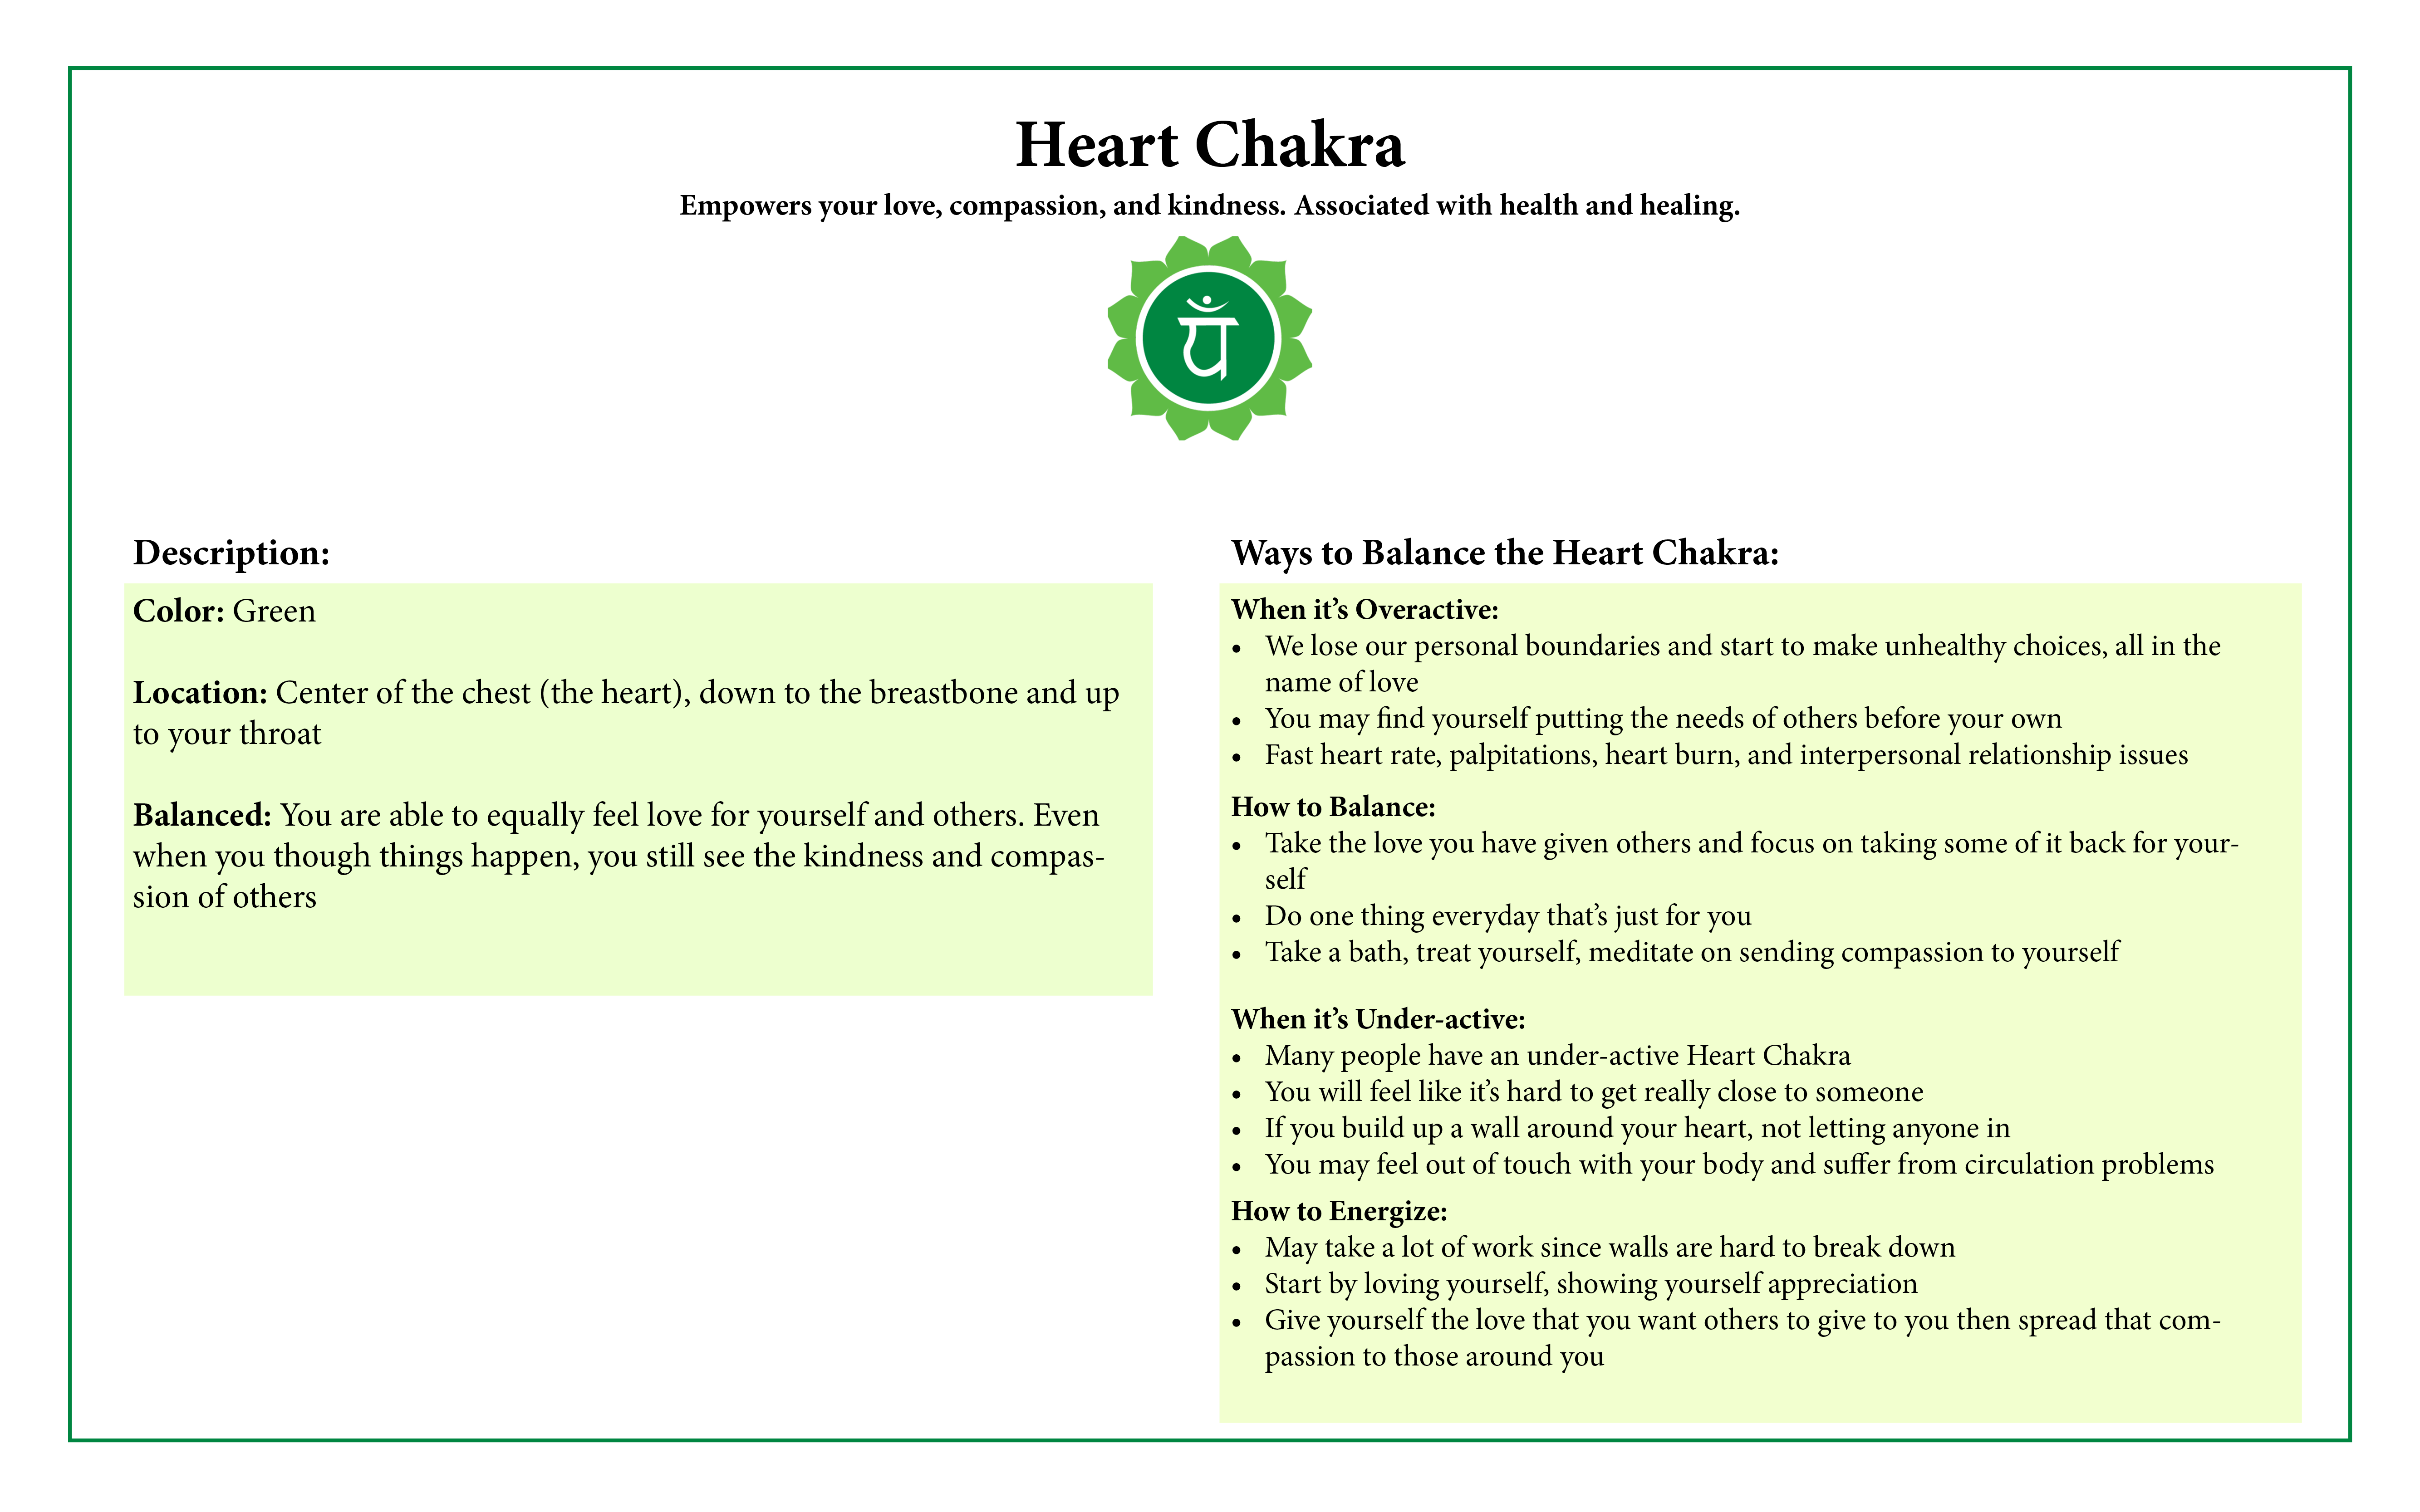 Heart Chakra
Empowers your love, compassion, and kindness. Associated with health and healing.
यँ
Description:
Color: Green
Location: Center of the chest (the heart), down to the breastbone and up
to your throat
Balanced: You are able to equally feel love for yourself and others. Even
when you though things happen, you still see the kindness and compas-
sion of others
Ways to Balance the Heart Chakra:
When it’s Overactive:
• We lose our personal boundaries and start to make unhealthy choices, all in the
name of love
• You may find yourself putting the needs of others before your own
• Fast heart rate, palpitations, heart burn, and interpersonal relationship issues
How to Balance:
• Take the love you have given others and focus on taking some of it back for your-
self
• Do one thing everyday that’s just for you
• Take a bath, treat yourself, meditate on sending compassion to yourself
When it’s Under-active:
• Many people have an under-active Heart Chakra
• You will feel like it’s hard to get really close to someone
• If you build up a wall around your heart, not letting anyone in
• You may feel out of touch with your body and suffer from circulation problems
How to Energize:
• May take a lot of work since walls are hard to break down
• Start by loving yourself, showing yourself appreciation
• Give yourself the love that you want others to give to you then spread that com-
passion to those around you